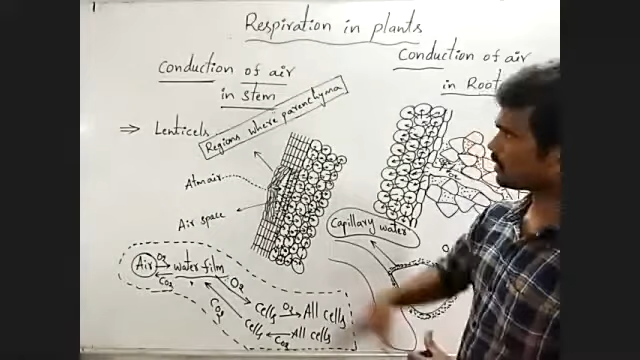 Respiration in plants
Conduction of air
in stem
Conduction of air
in Root
Regions where parenchyma
⇒ Lenticels
Atm air
Air space
Capillary water
Air
O2
CO2
water film
O2
CO2
Cells
O2
All cells
Cells
CO2
All cells